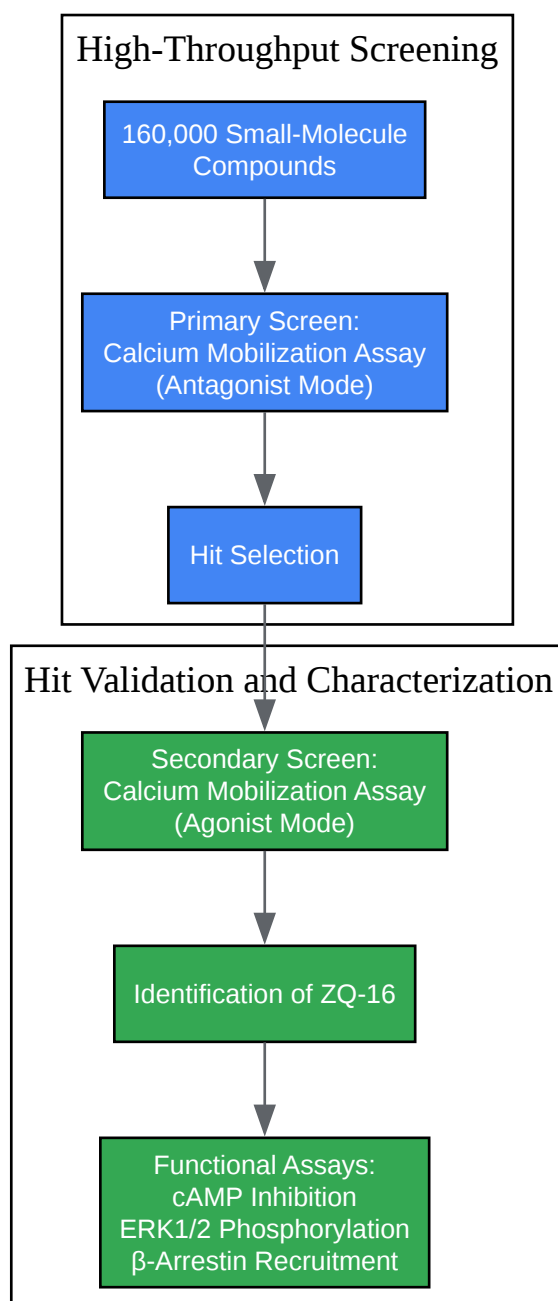 High-Throughput Screening
160,000 Small-Molecule
Compounds
Primary Screen:
Calcium Mobilization Assay
(Antagonist Mode)
Hit Selection
Hit Validation and Characterization
Secondary Screen:
Calcium Mobilization Assay
(Agonist Mode)
Identification of ZQ-16
Functional Assays:
cAMP Inhibition
ERK1/2 Phosphorylation
β-Arrestin Recruitment